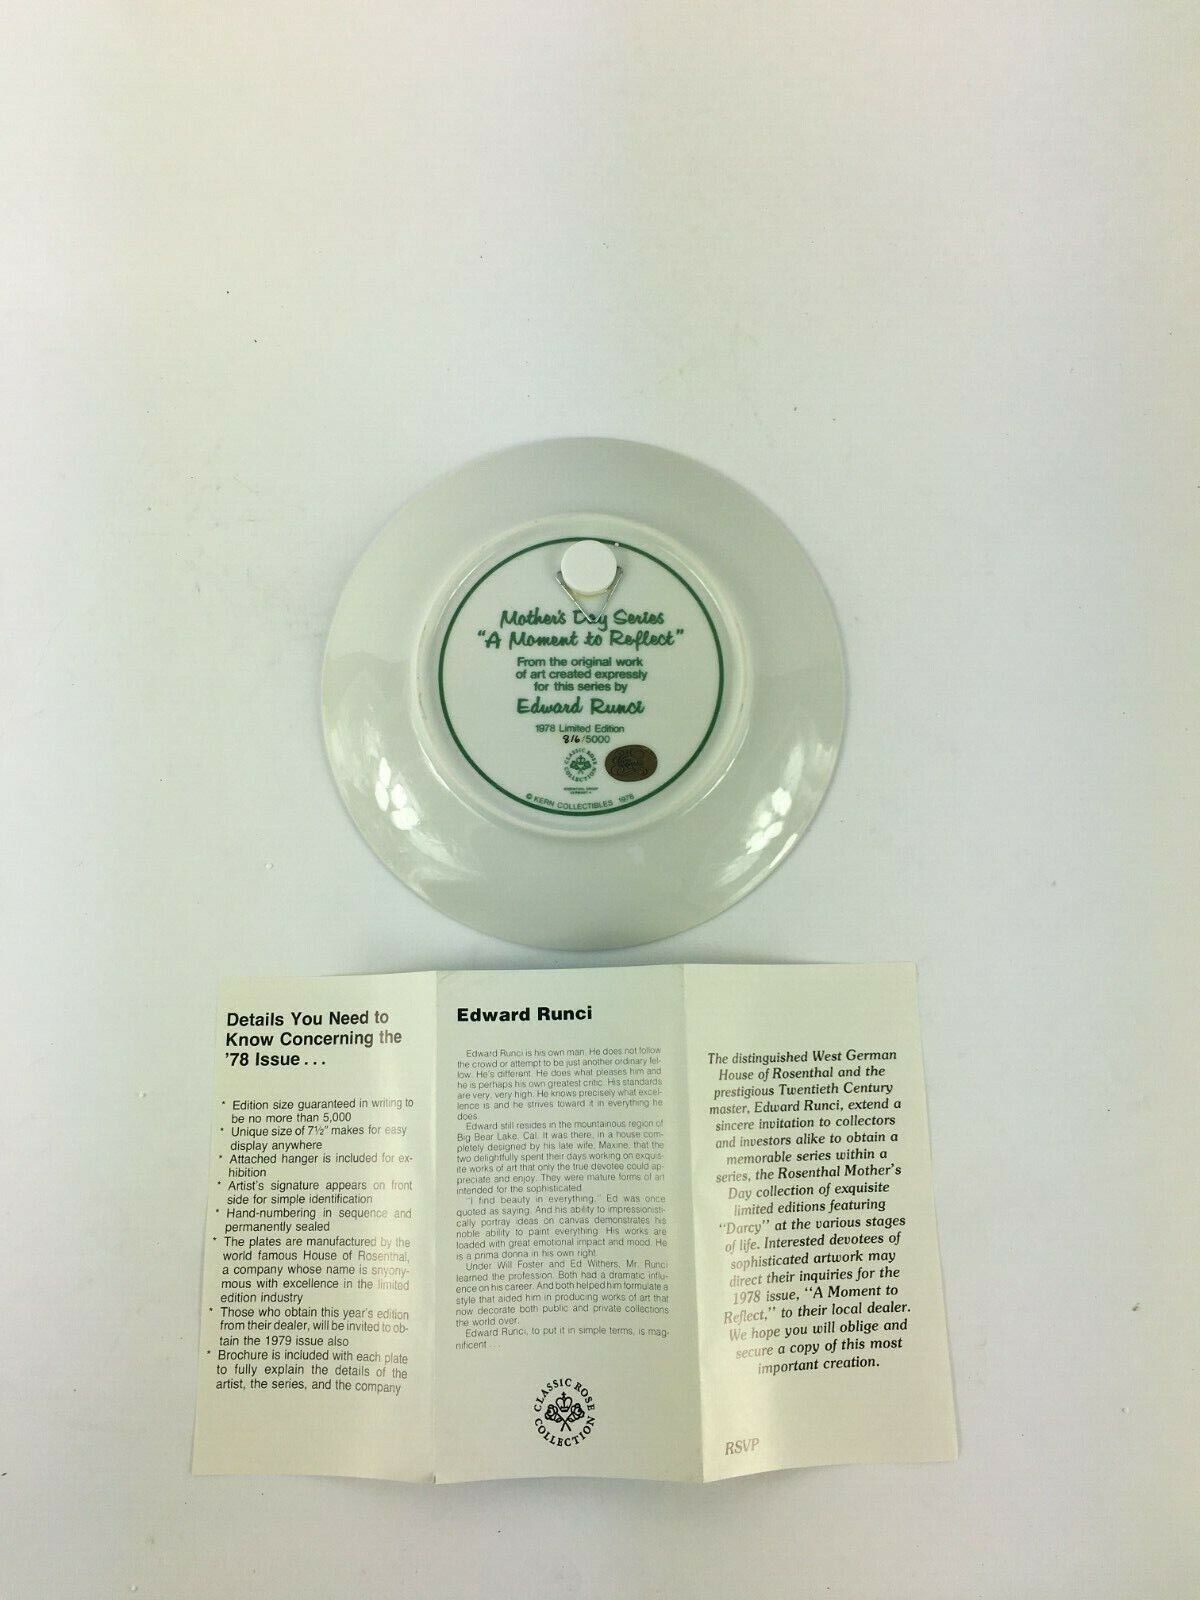 Mother's Day Series
"A Moment to Reflect"
From the original work
of art created expressly
for this series by
Edward Runci
1978 Limited Edition
816/5000
CLASSIC ROSE
COLLECTION
ROSENTHAL GROUP
GERMANY
© KERN COLLECTIBLES 1978
Details You Need to
Know Concerning the
'78 Issue . . .
* Edition size guaranteed in writing to
be no more than 5,000
* Unique size of 7½" makes for easy
display anywhere
* Attached hanger is included for ex-
hibition
* Artist's signature appears on front
side for simple identification
* Hand-numbering in sequence and
permanently sealed
* The plates are manufactured by the
world famous House of Rosenthal,
a company whose name is snyony-
mous with excellence in the limited
edition industry
* Those who obtain this year's edition
from their dealer, will be invited to ob-
tain the 1979 issue also
* Brochure is included with each plate
to fully explain the details of the
artist, the series, and the company
Edward Runci
Edward Runci is his own man. He does not follow
the crowd or attempt to be just another ordinary fel-
low. He's different. He does what pleases him and
he is perhaps his own greatest critic. His standards
are very, very high. He knows precisely what excel-
lence is and he strives toward it in everything he
does.
Edward still resides in the mountainous region of
Big Bear Lake, Cal. It was there, in a house com-
pletely designed by his late wife, Maxine, that the
two delightfully spent their days working on exquis-
ite works of art that only the true devotee could ap-
preciate and enjoy. They were mature forms of art
intended for the sophisticated.
"I find beauty in everything," Ed was once
quoted as saying. And his ability to impressionisti-
cally portray ideas on canvas demonstrates his
noble ability to paint everything. His works are
loaded with great emotional impact and mood. He
is a prima donna in his own right.
Under Will Foster and Ed Withers, Mr. Runci
learned the profession. Both had a dramatic influ-
ence on his career. And both helped him formulate a
style that aided him in producing works of art that
now decorate both public and private collections
the world over.
Edward Runci, to put it in simple terms, is mag-
nificent . . .
CLASSIC ROSE
COLLECTION
The distinguished West German
House of Rosenthal and the
prestigious Twentieth Century
master, Edward Runci, extend a
sincere invitation to collectors
and investors alike to obtain a
memorable series within a
series, the Rosenthal Mother's
Day collection of exquisite
limited editions featuring
"Darcy" at the various stages
of life. Interested devotees of
sophisticated artwork may
direct their inquiries for the
1978 issue, "A Moment to
Reflect," to their local dealer.
We hope you will oblige and
secure a copy of this most
important creation.
RSVP